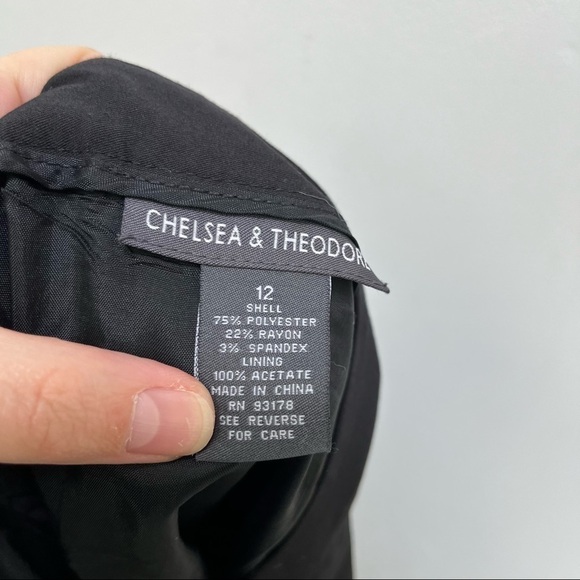 CHELSEA & THEODORE
12
SHELL
75% POLYESTER
22% RAYON
3% SPANDEX
LINING
100% ACETATE
MADE IN CHINA
RN 93178
SEE REVERSE
FOR CARE